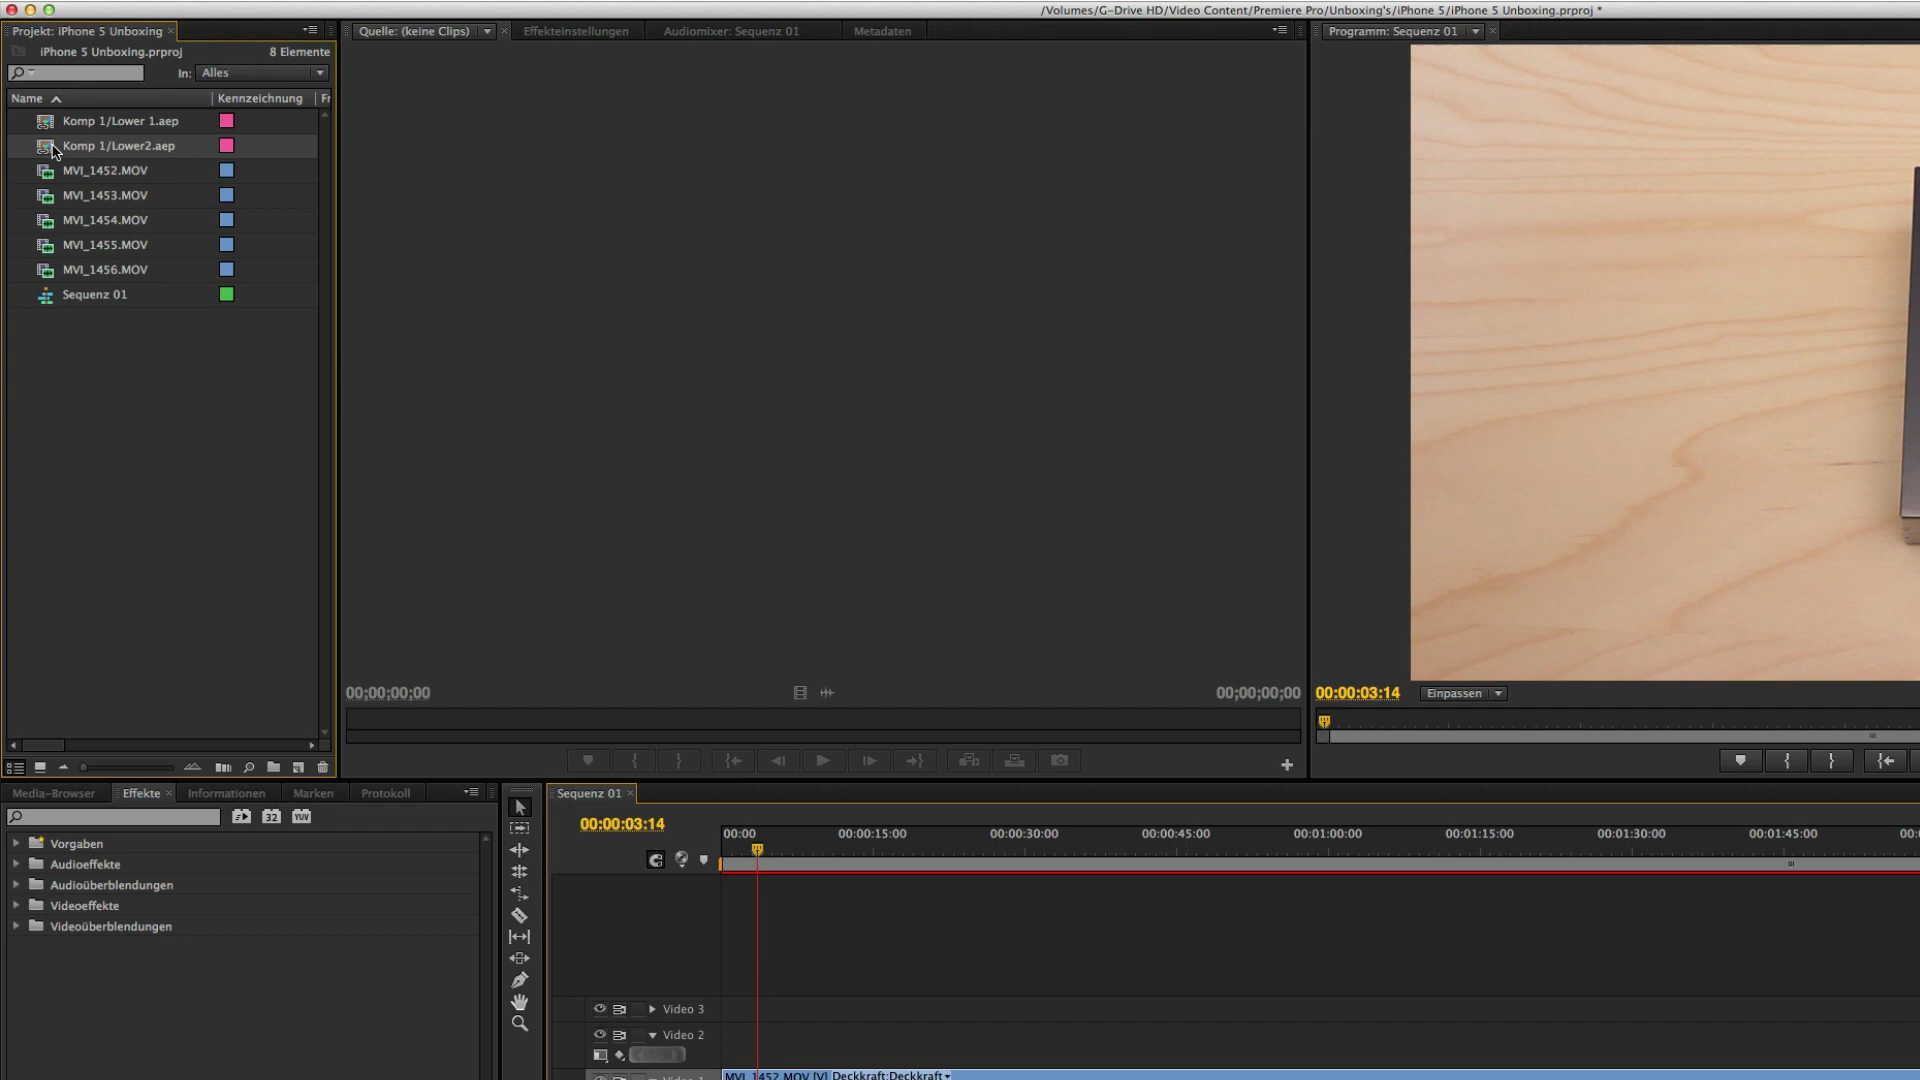 /Volumes/G-Drive HD/Video Content/Premiere Pro/Unboxing's/iPhone 5/iPhone 5 Unboxing.prproj *
Projekt: iPhone 5 Unboxing
Quelle: (keine Clips)
Effekteinstellungen
Audiomixer: Sequenz 01
Metadaten
Programm: Sequenz 01
iPhone 5 Unboxing.prproj
8 Elemente
In:
Alles
Name
Kennzeichnung
Fr
Komp 1/Lower 1.aep
Komp 1/Lower2.aep
MVI_1452.MOV
MVI_1453.MOV
MVI_1454.MOV
MVI_1455.MOV
MVI_1456.MOV
Sequenz 01
00;00;00;00
00;00;00;00
00:00:03:14
Einpassen
Media-Browser
Effekte
Informationen
Marken
Protokoll
Sequenz 01
32
YUV
00:00:03:14
00:00
00:00:15:00
00:00:30:00
00:00:45:00
00:01:00:00
00:01:15:00
00:01:30:00
00:01:45:00
00:
Vorgaben
Audioeffekte
Audioüberblendungen
Videoeffekte
Videoüberblendungen
Video 3
Video 2
MVI_1452.MOV [V] Deckkraft:Deckkraft